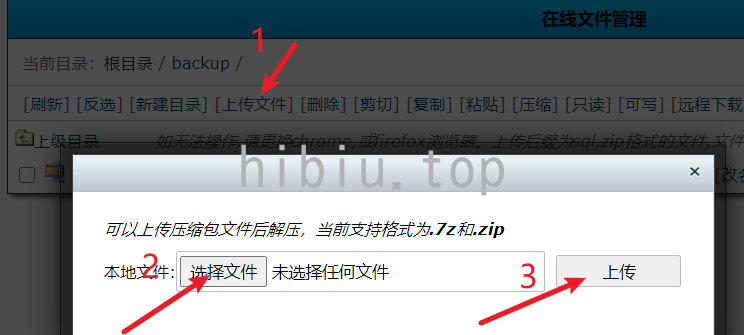 在线文件管理
1
当前目录：根目录 / backup /
[刷新] [反选] [新建目录] [上传文件] [删除] [剪切] [复制] [粘贴] [压缩] [只读] [可写] [远程下载
上级目录 如无法操作,请更换chrome,或firefox浏览器。上传后缀为sql,zip格式的文件,文件
hibiu.top
[改名
×
可以上传压缩包文件后解压，当前支持格式为.7z和.zip
2
3
本地文件: 选择文件 未选择任何文件 上传